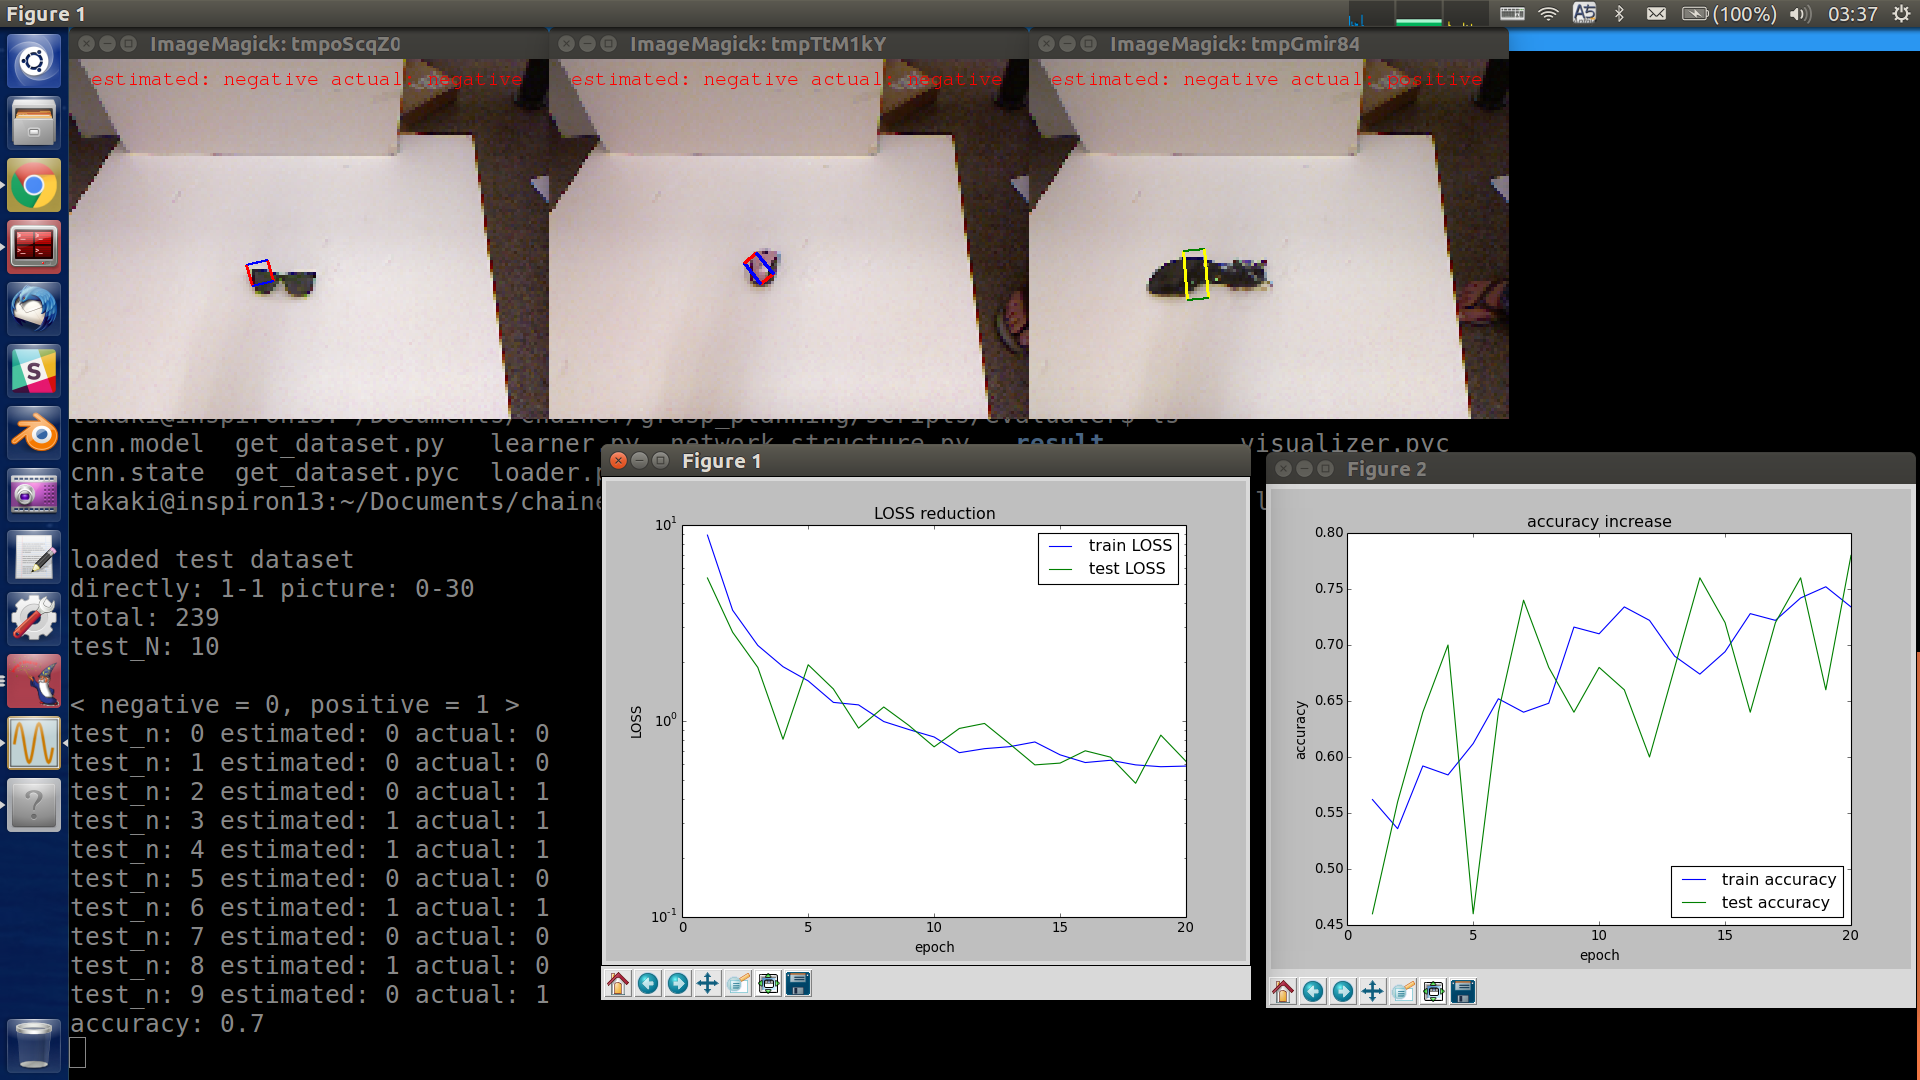 Figure 1
(100%)
03:37
ImageMagick: tmpoScqZ0
ImageMagick: tmpTtM1kY
ImageMagick: tmpGmir84
estimated: negative actual: negative
estimated: negative actual: negative
estimated: negative actual: positive
cnn.model get_dataset.py learner.py network_structure.py result visualizer.pyc
cnn.state get_dataset.pyc
takaki@inspiron13:~/Documents/
loaded test dataset
directly: 1-1 picture: 0-30
total: 239
test_N: 10
< negative = 0, positive = 1 >
test_n: 0 estimated: 0 actual: 0
test_n: 1 estimated: 0 actual: 0
test_n: 2 estimated: 0 actual: 1
test_n: 3 estimated: 1 actual: 1
test_n: 4 estimated: 1 actual: 1
test_n: 5 estimated: 0 actual: 0
test_n: 6 estimated: 1 actual: 1
test_n: 7 estimated: 0 actual: 0
test_n: 8 estimated: 1 actual: 0
test_n: 9 estimated: 0 actual: 1
accuracy: 0.7
Figure 1
LOSS reduction
train LOSS
test LOSS
10^1
10^0
10^-1
LOSS
0 5 10 15 20
epoch
Figure 2
accuracy increase
0.80
0.75
0.70
0.65
0.60
0.55
0.50
0.45
accuracy
train accuracy
test accuracy
0 5 10 15 20
epoch